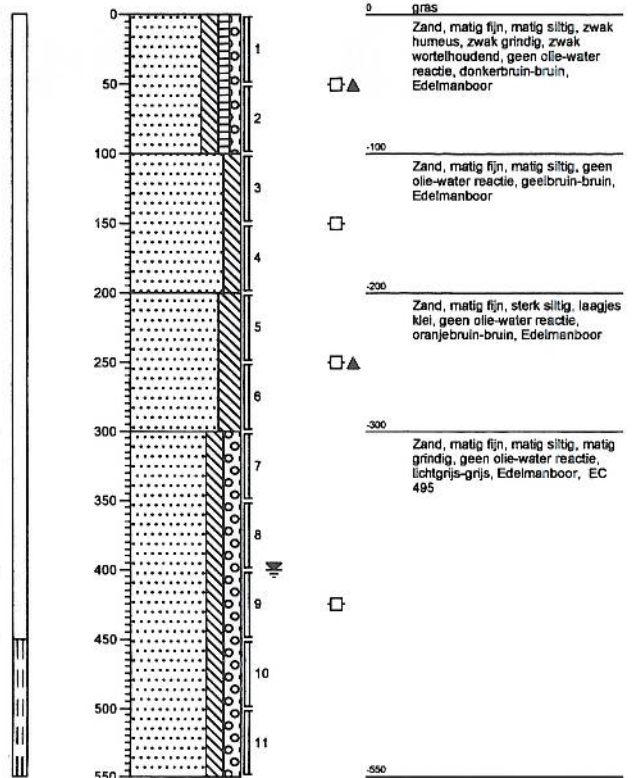 0
50
100
150
200
250
300
350
400
450
500
550
1
2
3
4
5
6
7
8
9
10
11
0 gras
Zand, matig fijn, matig siltig, zwak
humeus, zwak grindig, zwak
wortelhoudend, geen olie-water
reactie, donkerbruin-bruin,
Edelmanboor
-100
Zand, matig fijn, matig siltig, geen
olie-water reactie, geelbruin-bruin,
Edelmanboor
-200
Zand, matig fijn, sterk siltig, laagjes
klei, geen olie-water reactie,
oranjebruin-bruin, Edelmanboor
-300
Zand, matig fijn, matig siltig, matig
grindig, geen olie-water reactie,
lichtgrijs-grijs, Edelmanboor, EC
495
-550